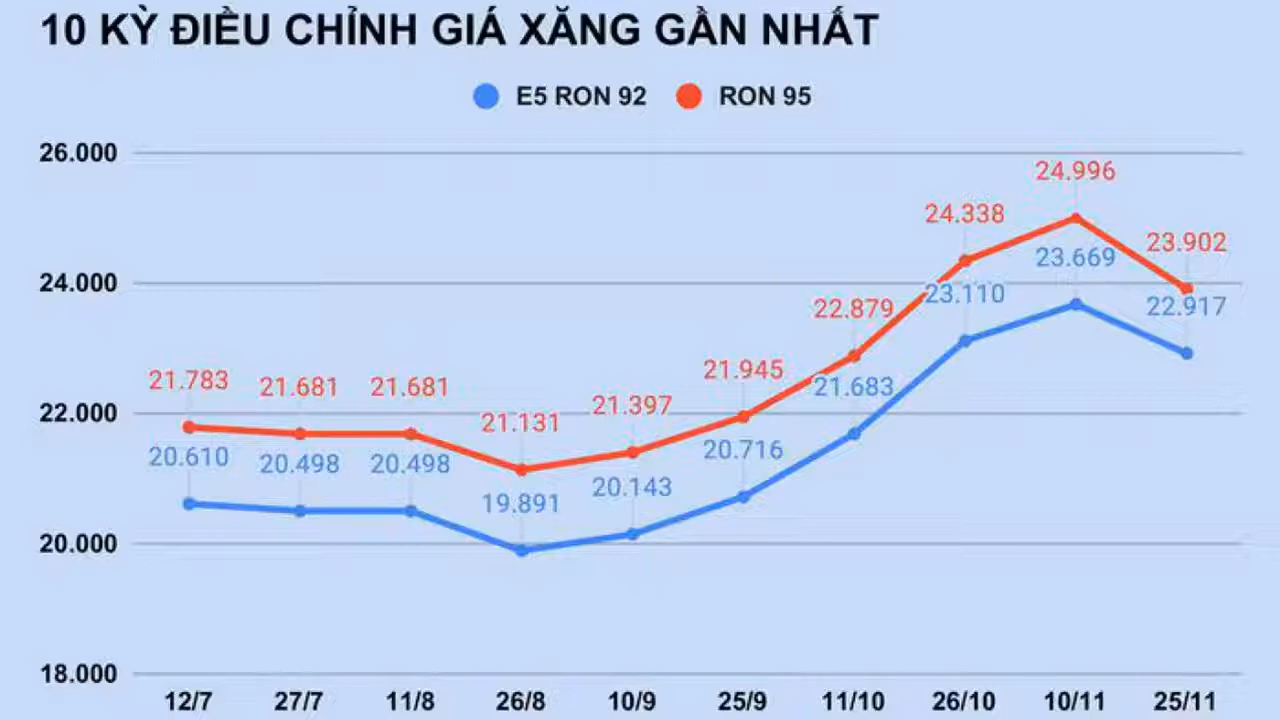 10 KỲ ĐIỀU CHỈNH GIÁ XĂNG GẦN NHẤT
E5 RON 92 RON 95
26.000
24.996
24.338
23.902
23.669
24.000
23.110
22.917
22.879
21.783 21.681 21.681 21.945 21.683
22.000
21.131 21.397
20.610 20.498 20.498 20.716
19.891 20.143
20.000
18.000
12/7 27/7 11/8 26/8 10/9 25/9 11/10 26/10 10/11 25/11